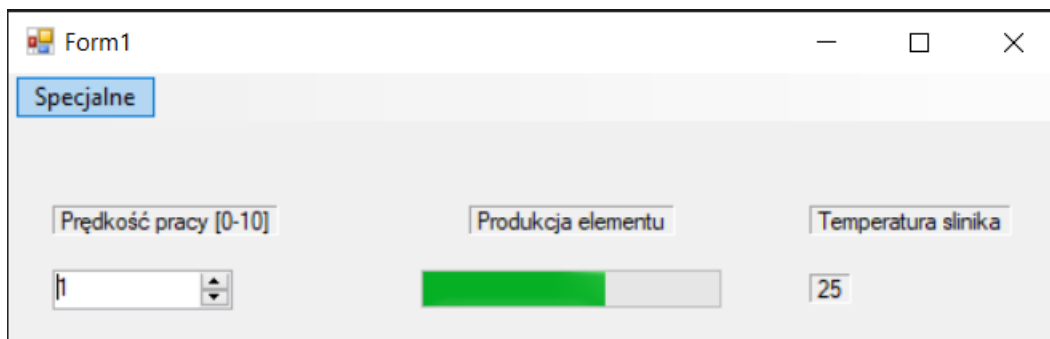 Form1
Specjalne
Prędkość pracy [0-10] Produkcja elementu Temperatura slinika
1 25